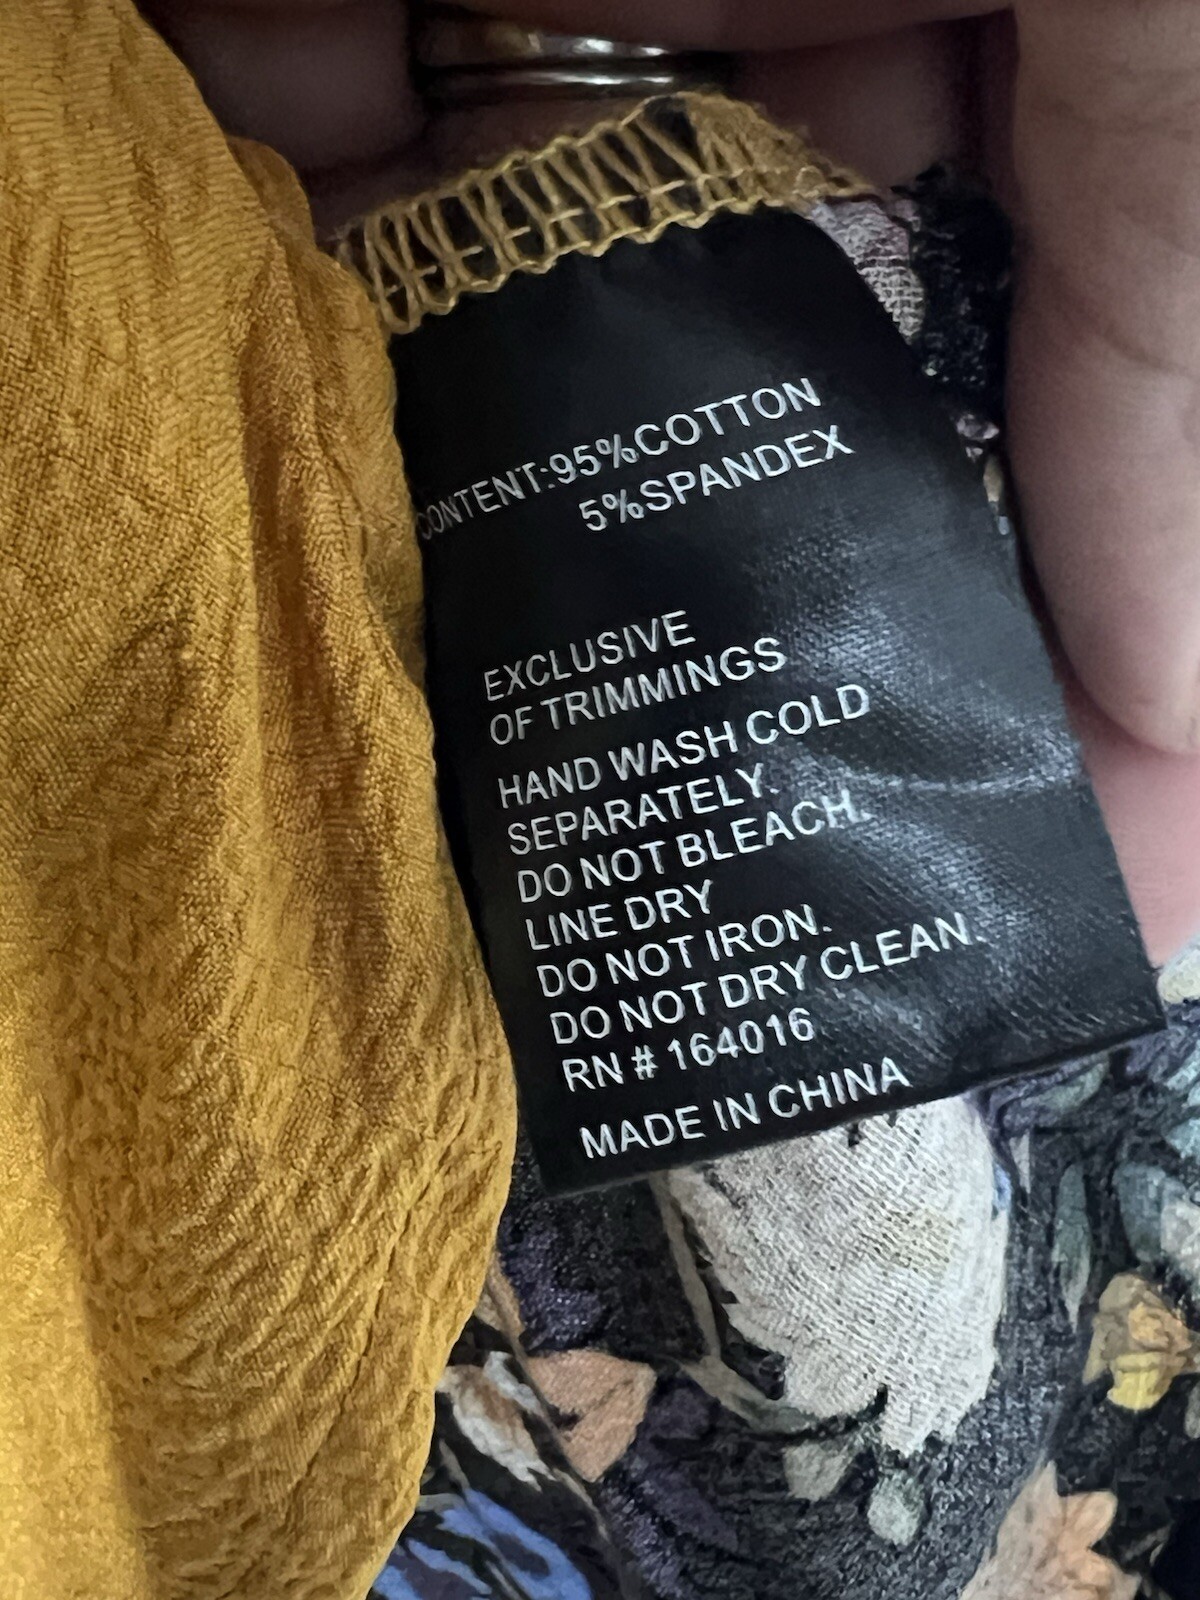 CONTENT:95%COTTON
5%SPANDEX
EXCLUSIVE
OF TRIMMINGS
HAND WASH COLD
SEPARATELY.
DO NOT BLEACH.
LINE DRY
DO NOT IRON.
DO NOT DRY CLEAN.
RN # 164016
MADE IN CHINA